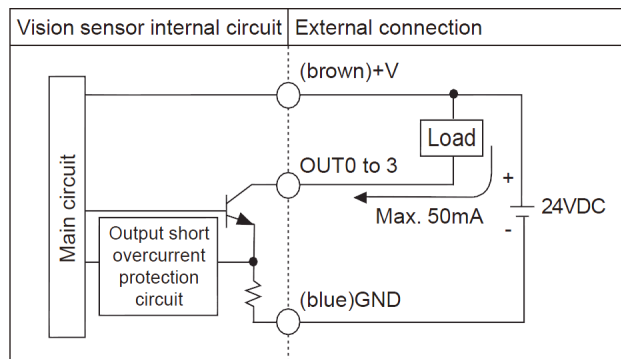 Vision sensor internal circuit
External connection
(brown)+V
Load
OUT0 to 3
Max. 50mA
+
-
24VDC
Main circuit
Output short
overcurrent
protection
circuit
(blue)GND